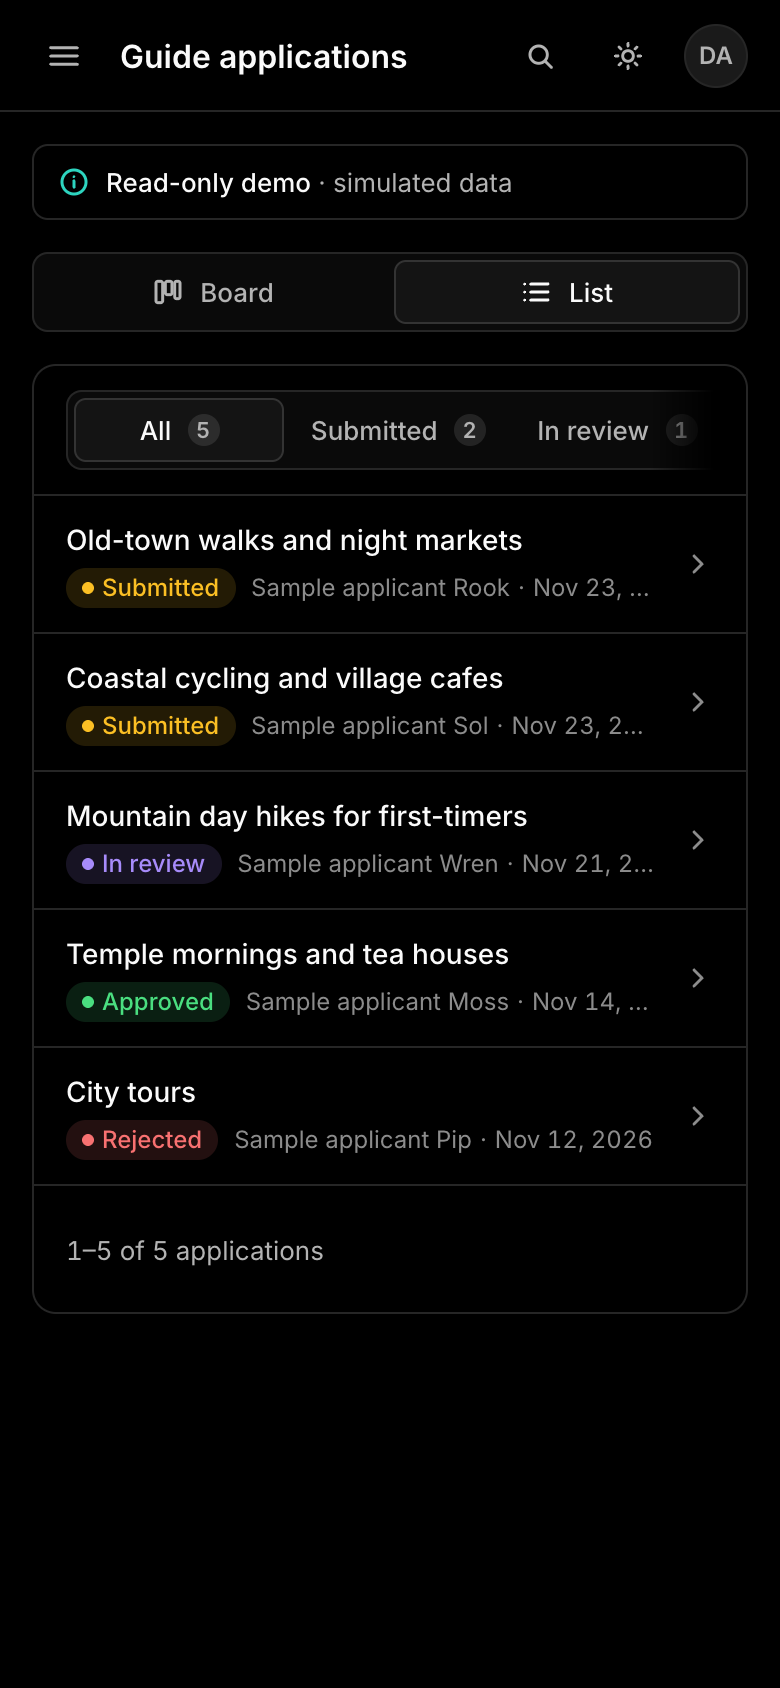 Guide applications
DA
Read-only demo · simulated data
Board
List
All 5
Submitted 2
In review 1
Old-town walks and night markets
Submitted Sample applicant Rook · Nov 23, ...
Coastal cycling and village cafes
Submitted Sample applicant Sol · Nov 23, 2...
Mountain day hikes for first-timers
In review Sample applicant Wren · Nov 21, 2...
Temple mornings and tea houses
Approved Sample applicant Moss · Nov 14, ...
City tours
Rejected Sample applicant Pip · Nov 12, 2026
1–5 of 5 applications